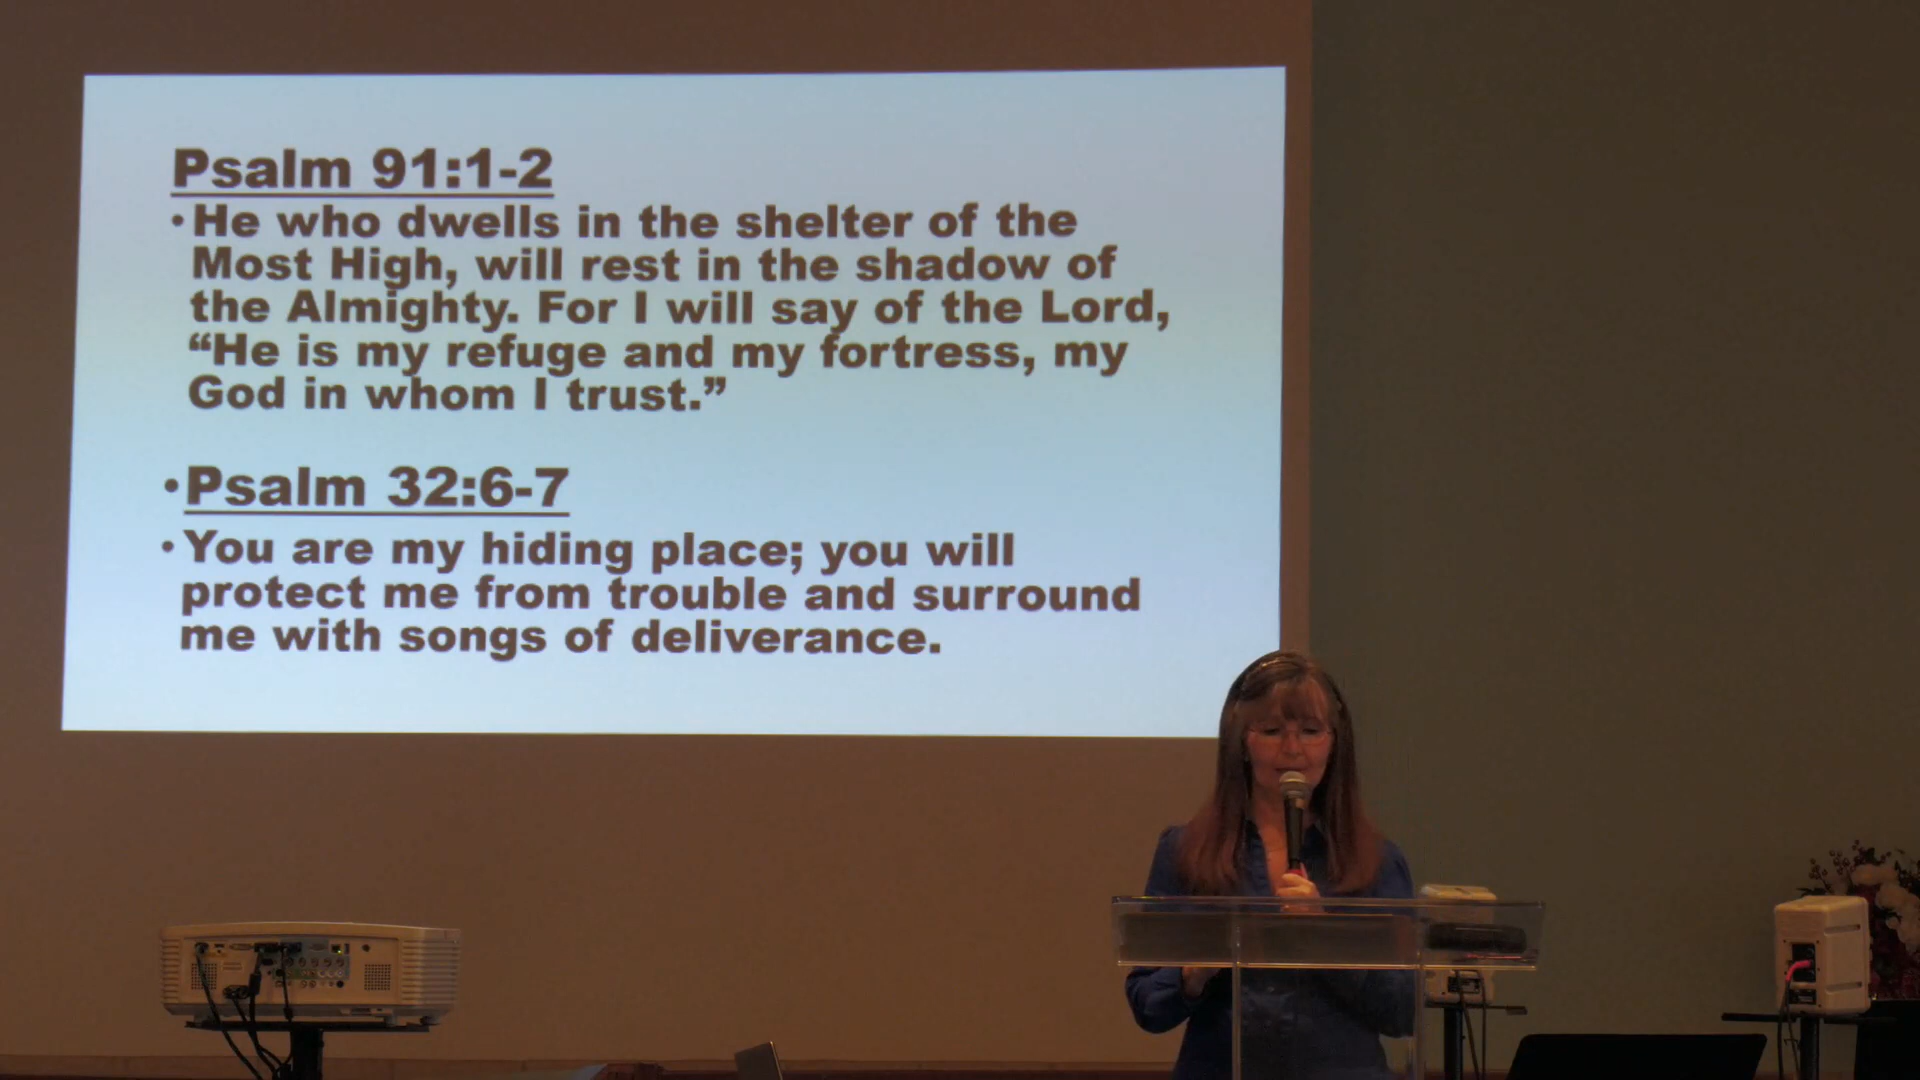 Psalm 91:1-2
•He who dwells in the shelter of the
Most High, will rest in the shadow of
the Almighty. For I will say of the Lord,
“He is my refuge and my fortress, my
God in whom I trust.”
•Psalm 32:6-7
•You are my hiding place; you will
protect me from trouble and surround
me with songs of deliverance.